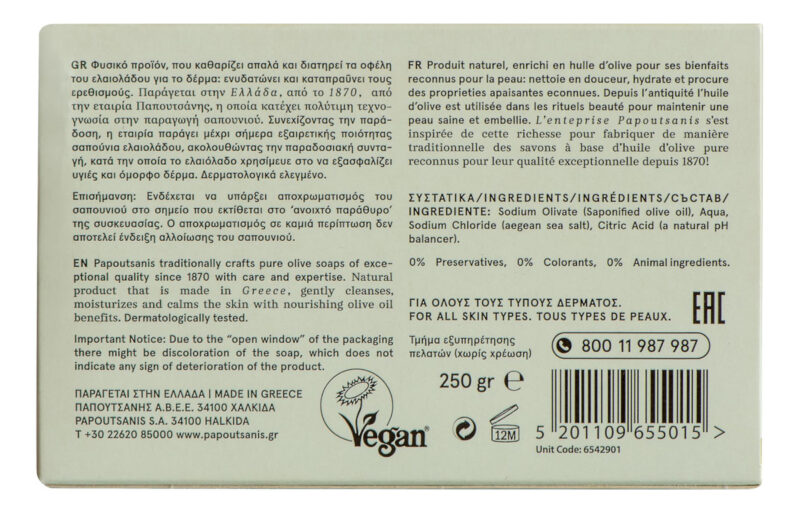 GR Φυσικό προϊόν, που καθαρίζει απαλά και διατηρεί τα οφέλη
του ελαιολάδου για το δέρμα: ενυδατώνει και καταπραΰνει τους
ερεθισμούς. Παράγεται στην Ελλάδα, από το 1870, από
την εταιρία Παπουτσάνης, η οποία κατέχει πολύτιμη τεχνο-
γνωσία στην παραγωγή σαπουνιού. Συνεχίζοντας την παρά-
δοση, η εταιρία παράγει μέχρι σήμερα εξαιρετικής ποιότητας
σαπούνια ελαιολάδου, ακολουθώντας την παραδοσιακή συντα-
γή, κατά την οποία το ελαιόλαδο χρησίμευε στο να εξασφαλίζει
υγιές και όμορφο δέρμα. Δερματολογικά ελεγμένο.
Επισήμανση: Ενδέχεται να υπάρξει αποχρωματισμός του
σαπουνιού στο σημείο που εκτίθεται στο ‘ανοιχτό παράθυρο’
της συσκευασίας. Ο αποχρωματισμός σε καμιά περίπτωση δεν
αποτελεί ένδειξη αλλοίωσης του σαπουνιού.
EN Papoutsanis traditionally crafts pure olive soaps of exce-
ptional quality since 1870 with care and expertise. Natural
product that is made in Greece, gently cleanses,
moisturizes and calms the skin with nourishing olive oil
benefits. Dermatologically tested.
Important Notice: Due to the “open window” of the packaging
there might be discoloration of the soap, which does not
indicate any sign of deterioration of the product.
ΠΑΡΑΓΕΤΑΙ ΣΤΗΝ ΕΛΛΑΔΑ | MADE IN GREECE
ΠΑΠΟΥΤΣΑΝΗΣ Α.Β.Ε.Ε. 34100 ΧΑΛΚΙΔΑ
PAPOUTSANIS S.A. 34100 HALKIDA
T +30 22620 85000 www.papoutsanis.gr
Vegan
FR Produit naturel, enrichi en huile d’olive pour ses bienfaits
reconnus pour la peau: nettoie en douceur, hydrate et procure
des proprieties apaisantes econnues. Depuis l’antiquité l’huile
d’olive est utilisée dans les rituels beauté pour maintenir une
peau saine et embellie. L’enteprise Papoutsanis s’est
inspirée de cette richesse pour fabriquer de manière
traditionnelle des savons à base d’huile d’olive pure
reconnus pour leur qualité exceptionnelle depuis 1870!
ΣΥΣΤΑΤΙΚΑ/INGREDIENTS/INGRÉDIENTS/СЪСТАВ/
INGREDIENTE: Sodium Olivate (Saponified olive oil), Aqua,
Sodium Chloride (aegean sea salt), Citric Acid (a natural pH
balancer).
0% Preservatives, 0% Colorants, 0% Animal ingredients.
ΓΙΑ ΟΛΟΥΣ ΤΟΥΣ ΤΥΠΟΥΣ ΔΕΡΜΑΤΟΣ.
FOR ALL SKIN TYPES. TOUS TYPES DE PEAUX.
EAC
Τμήμα εξυπηρέτησης
πελατών (χωρίς χρέωση)
800 11 987 987
250 gr ℮
12M
5 201109 655015 >
Unit Code: 6542901